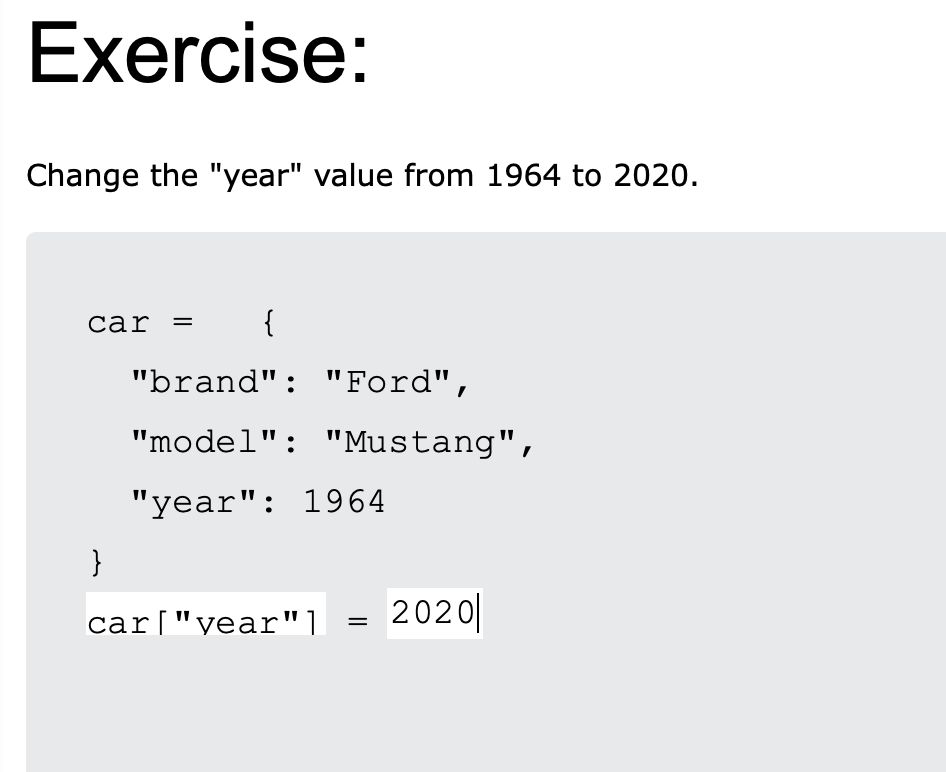 Exercise:
Change the "year" value from 1964 to 2020.
car =   {
  "brand": "Ford",
  "model": "Mustang",
  "year": 1964
}
car["year"] = 2020